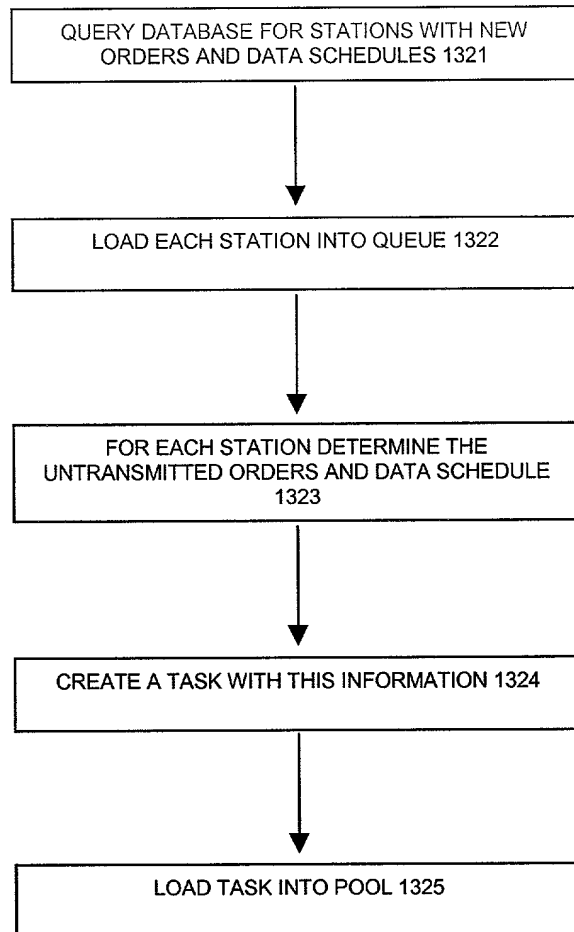 QUERY DATABASE FOR STATIONS WITH NEW
ORDERS AND DATA SCHEDULES 1321
LOAD EACH STATION INTO QUEUE 1322
FOR EACH STATION DETERMINE THE
UNTRANSMITTED ORDERS AND DATA SCHEDULE
1323
CREATE A TASK WITH THIS INFORMATION 1324
LOAD TASK INTO POOL 1325